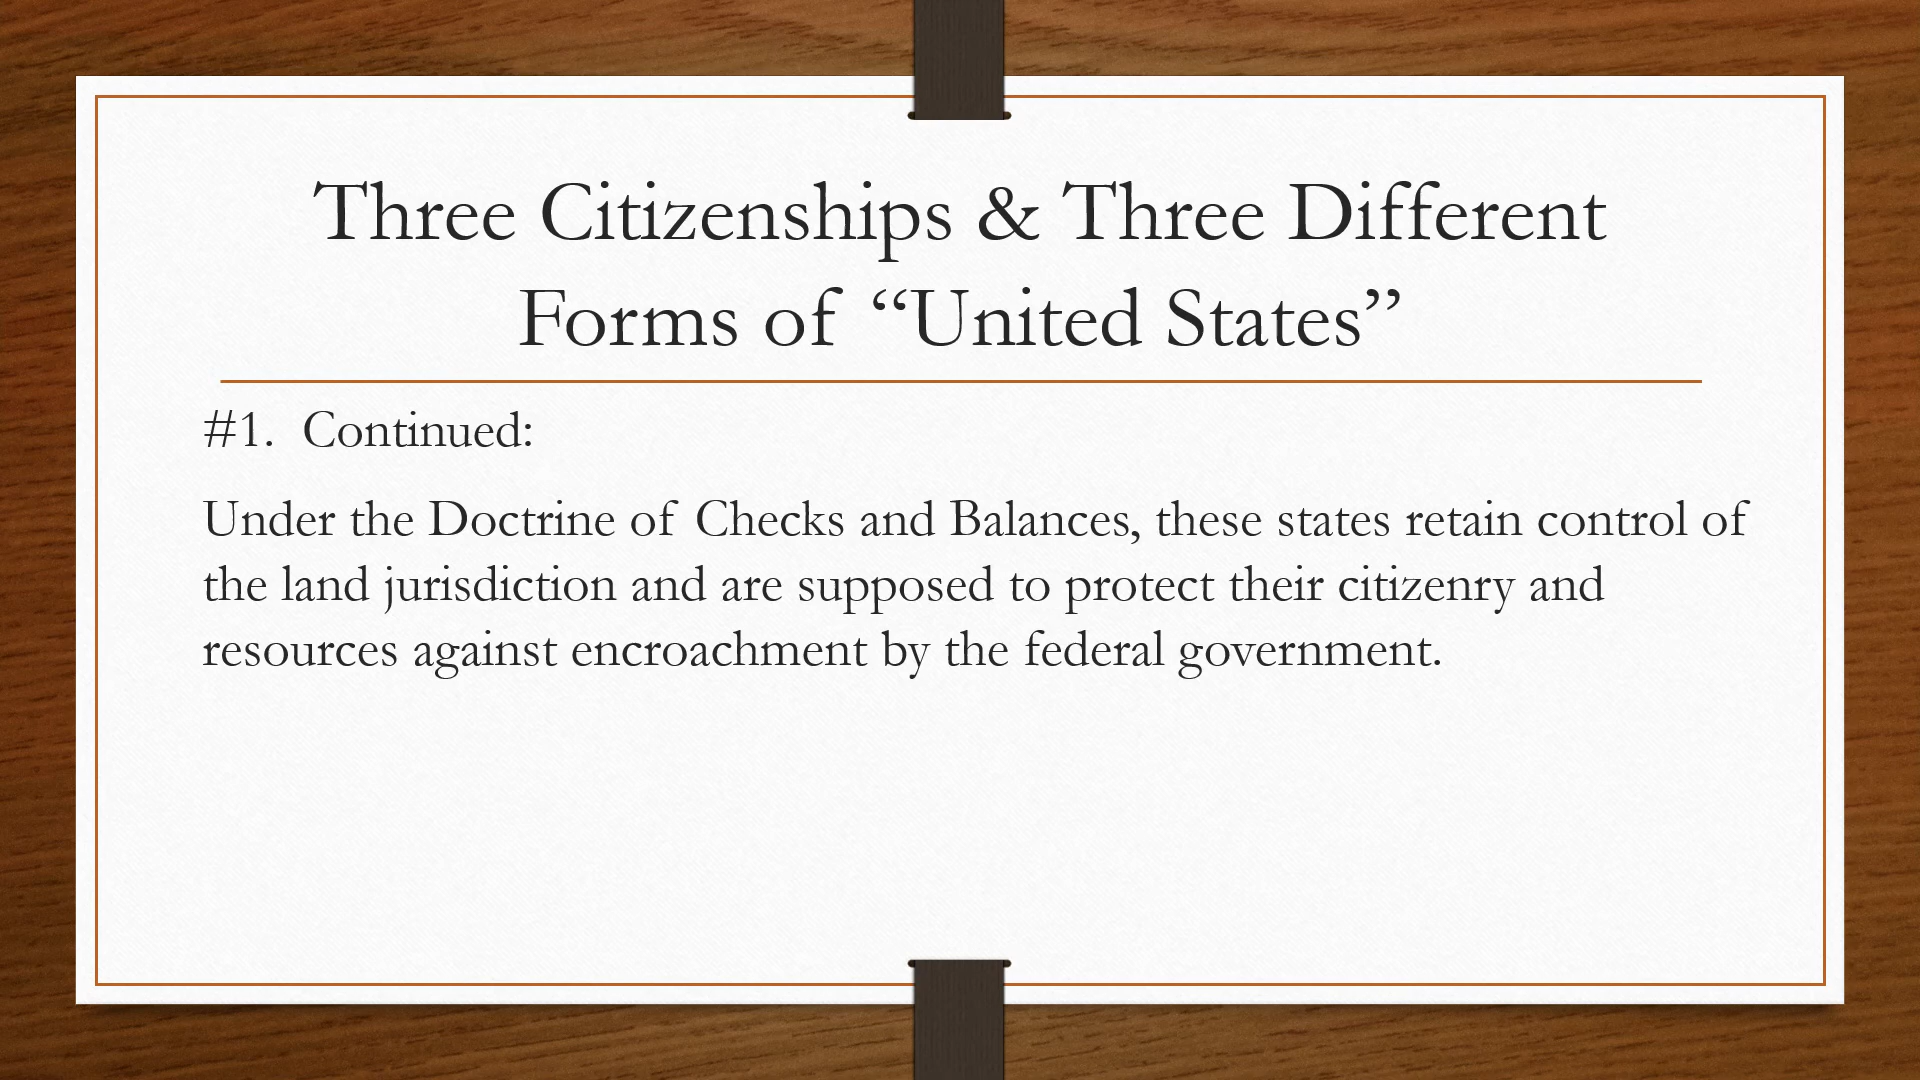 Three Citizenships & Three Different
Forms of “United States”
#1. Continued:
Under the Doctrine of Checks and Balances, these states retain control of
the land jurisdiction and are supposed to protect their citizenry and
resources against encroachment by the federal government.